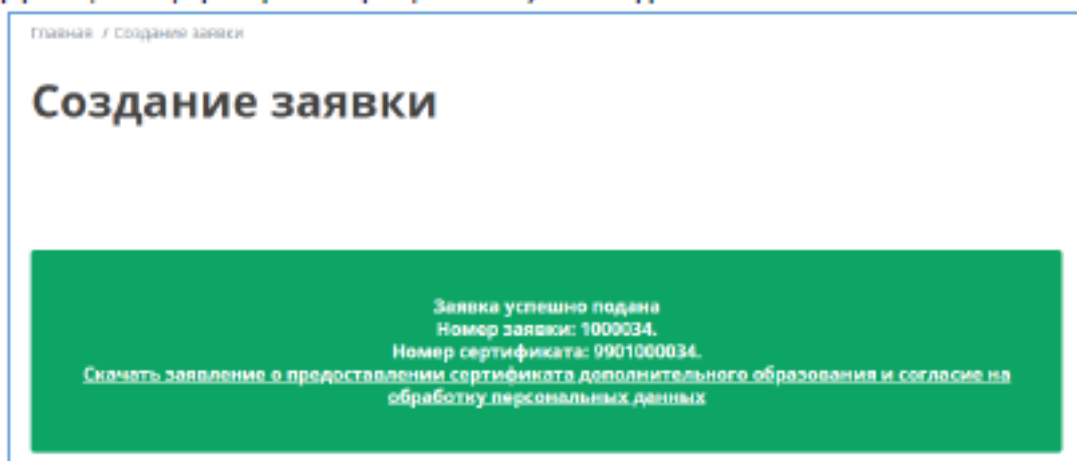 Главная / Создание заявки
Создание заявки
Заявка успешно подана
Номер заявки: 1000034.
Номер сертификата: 9901000034.
Скачать заявление о предоставлении сертификата дополнительного образования и согласие на
обработку персональных данных